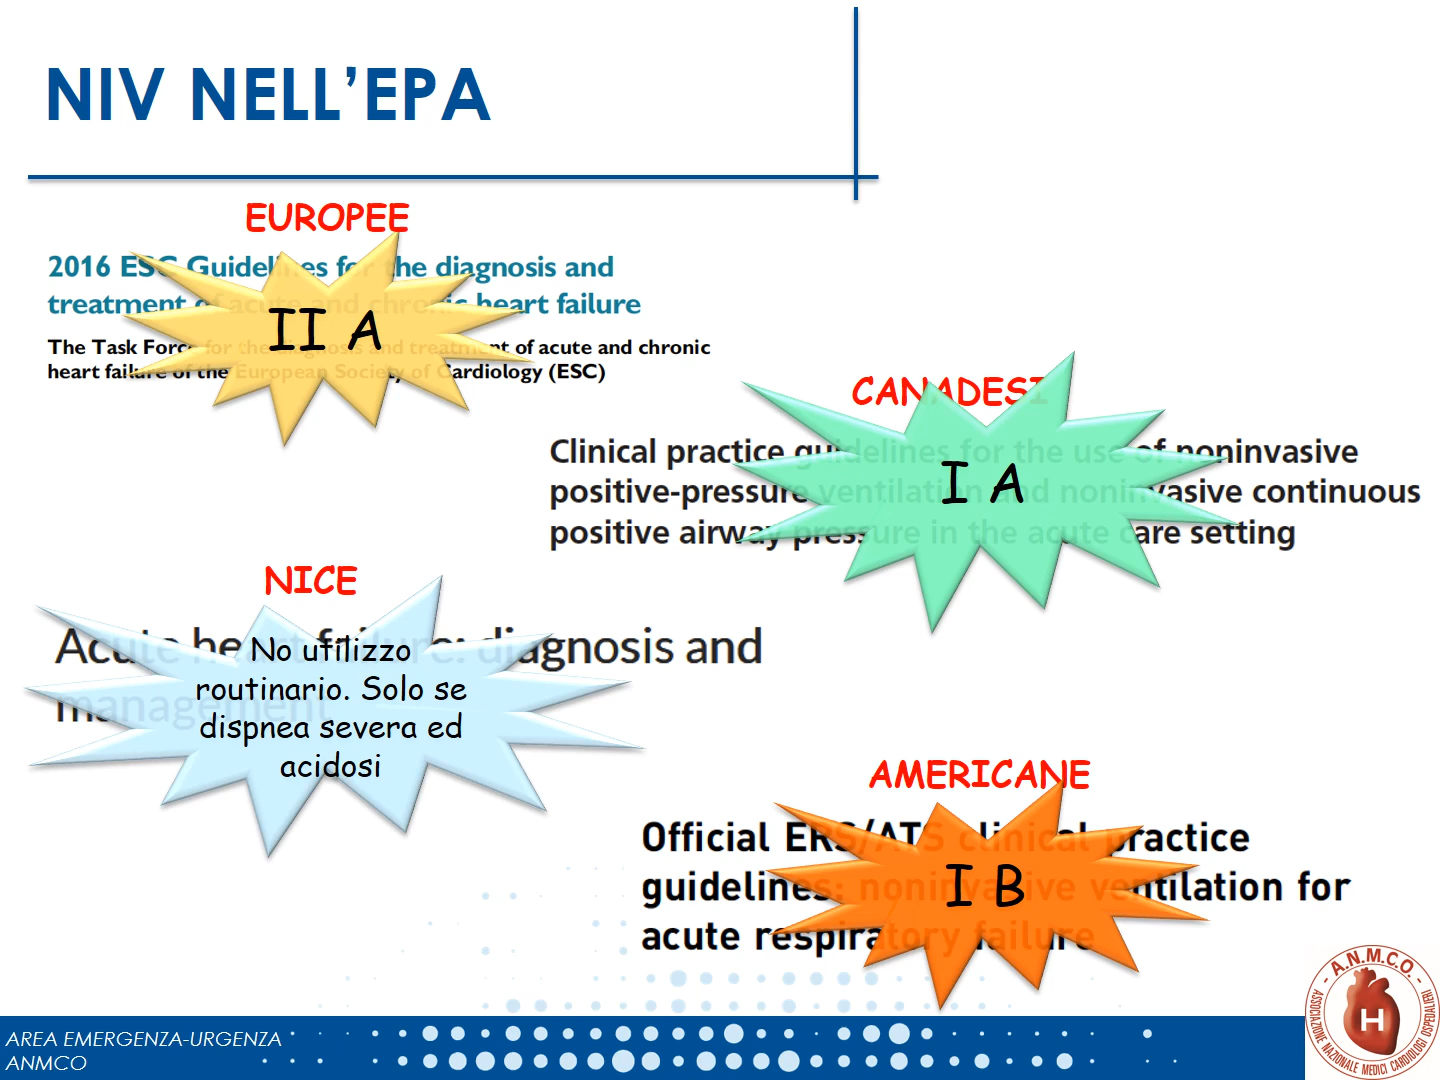 NIV NELL'EPA
EUROPEE
2016 ESC Guidelines for the diagnosis and
treatment of acute and chronic heart failure
II A
The Task Force for the diagnosis and treatment of acute and chronic
heart failure of the European Society of Cardiology (ESC)
CANADESI
Clinical practice guidelines for the use of noninvasive
positive-pressure ventilation and noninvasive continuous
positive airway pressure in the acute care setting
I A
NICE
Acute heart failure: diagnosis and
management
No utilizzo
routinario. Solo se
dispnea severa ed
acidosi
AMERICANE
Official ERS/ATS clinical practice
guidelines: noninvasive ventilation for
acute respiratory failure
I B
AREA EMERGENZA-URGENZA
ANMCO
- A.N.M.C.O. -
ASSOCIAZIONE NAZIONALE MEDICI CARDIOLOGI OSPEDALIERI
H